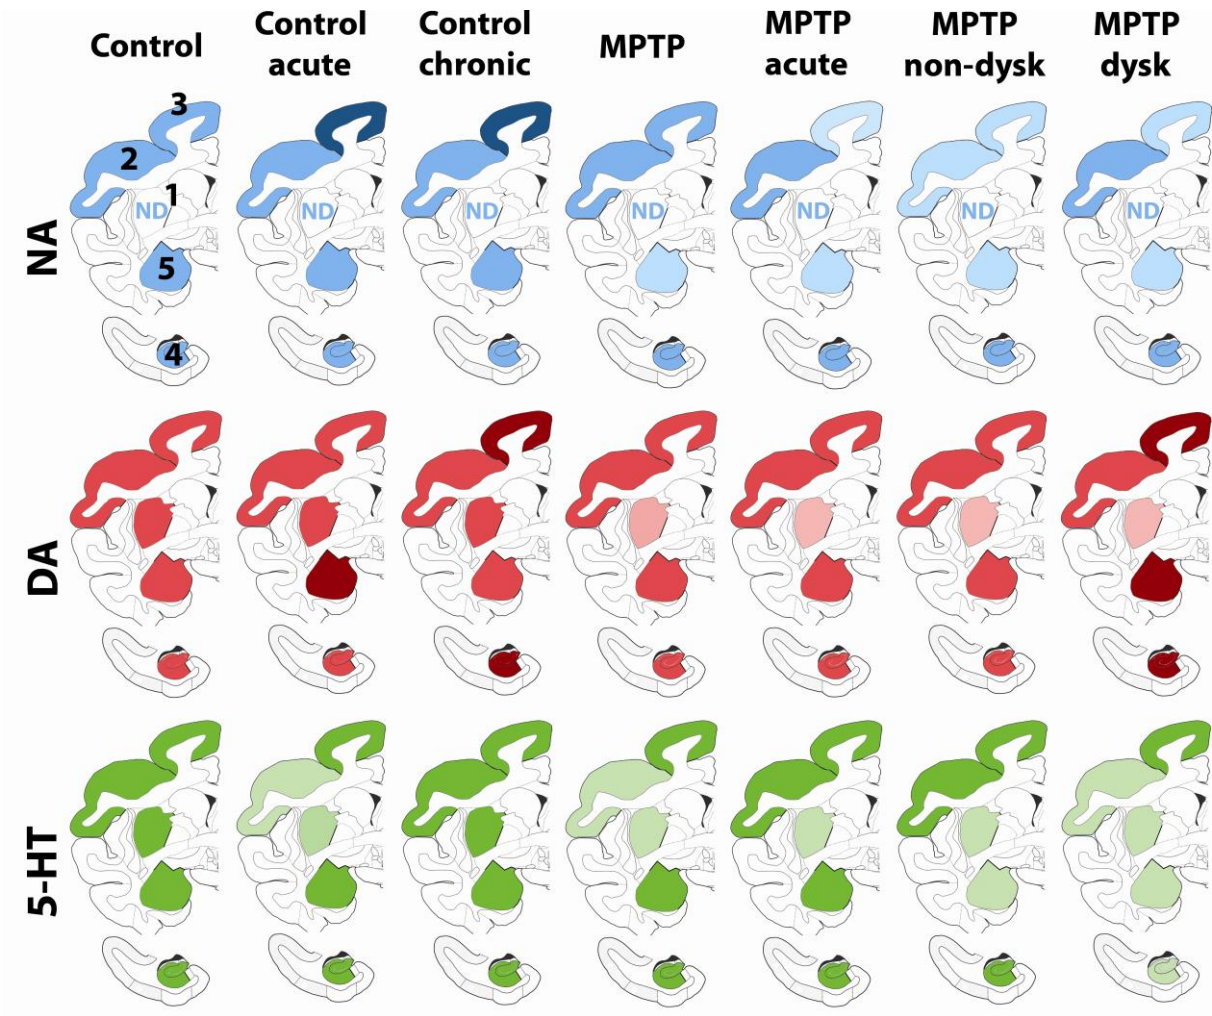 Control
Control
acute
Control
chronic
MPTP
MPTP
acute
MPTP
non-dysk
MPTP
dysk
NA
3
2
1
ND
ND
ND
ND
ND
ND
ND
5
4
DA
5-HT